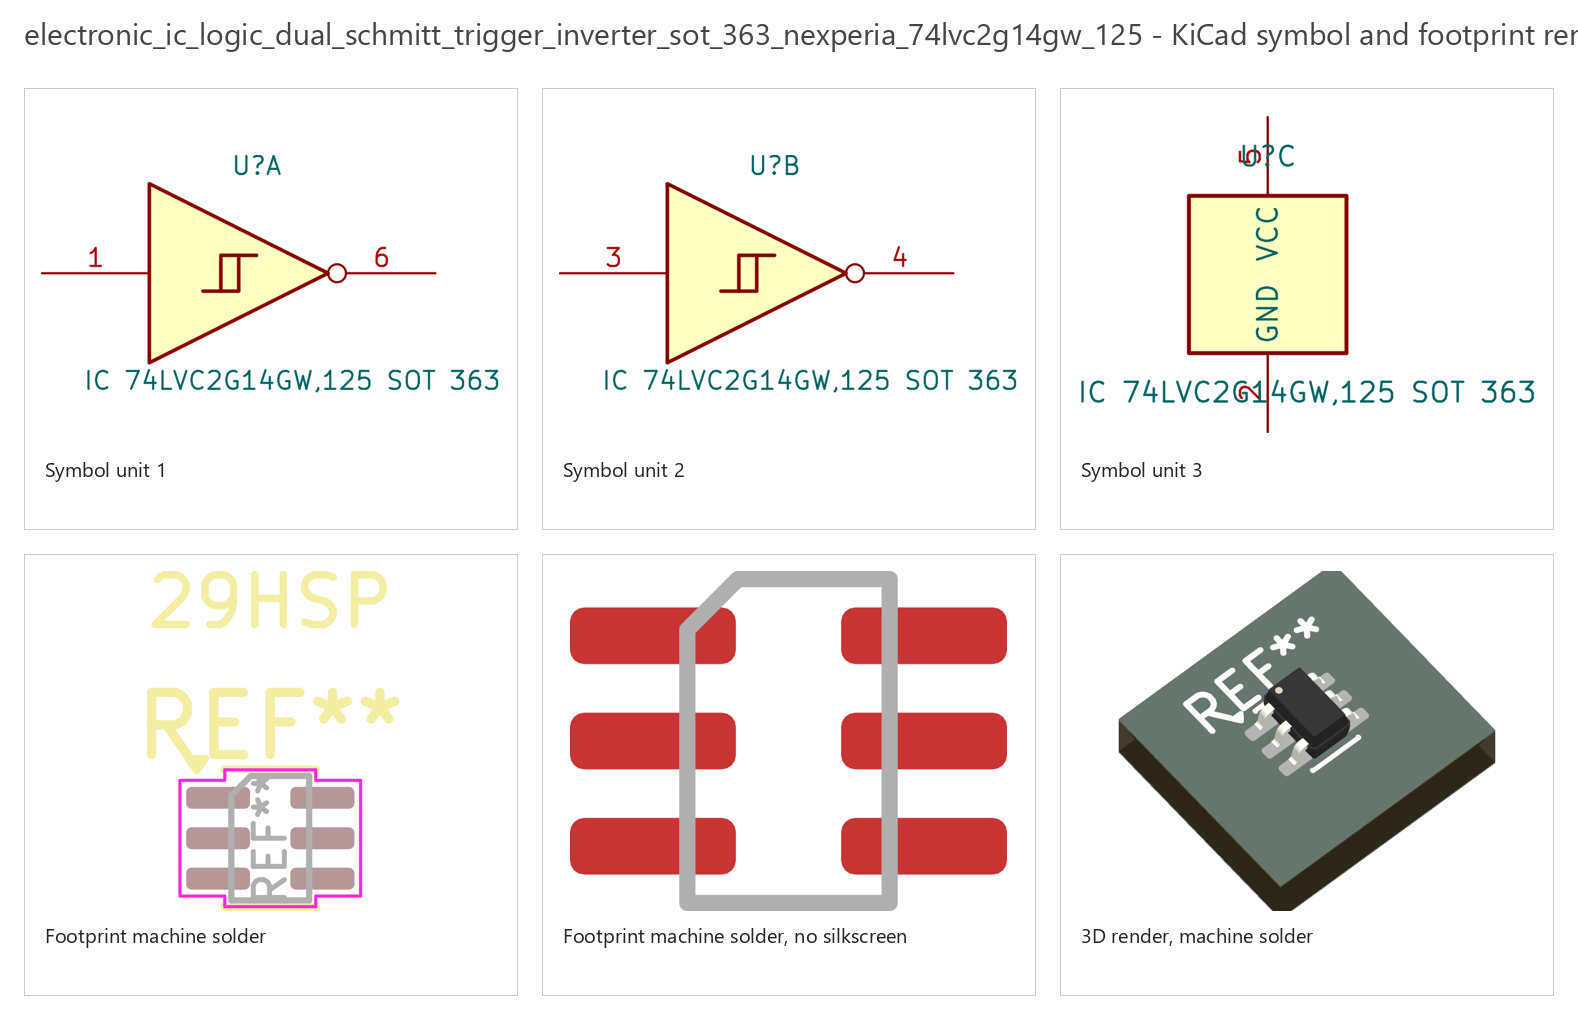 electronic_ic_logic_dual_schmitt_trigger_inverter_sot_363_nexperia_74lvc2g14gw_125 - KiCad symbol and footprint rer
U?A
1
6
IC 74LVC2G14GW,125 SOT 363
Symbol unit 1
U?B
3
4
IC 74LVC2G14GW,125 SOT 363
Symbol unit 2
U?C
5
VCC
GND
IC 74LVC2G14GW,125 SOT 363
2
Symbol unit 3
29HSP
REF**
REF**
Footprint machine solder
Footprint machine solder, no silkscreen
REF**
3D render, machine solder